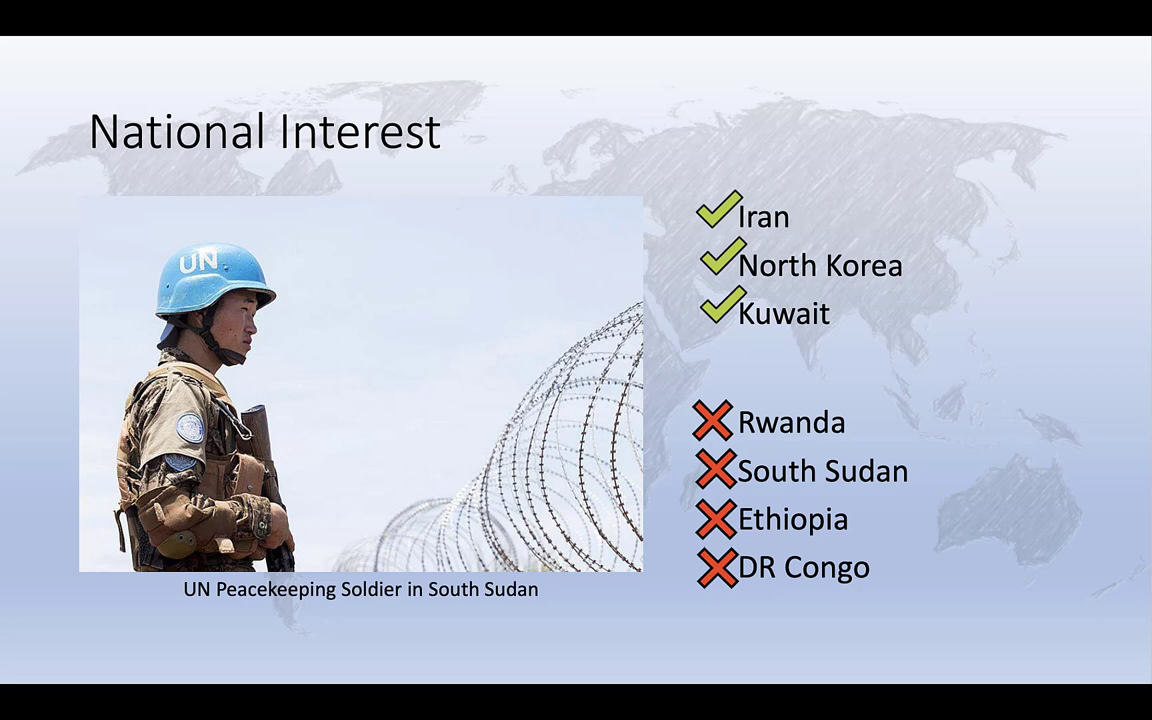 National Interest
UN
UN Peacekeeping Soldier in South Sudan
Iran
North Korea
Kuwait
Rwanda
South Sudan
Ethiopia
DR Congo